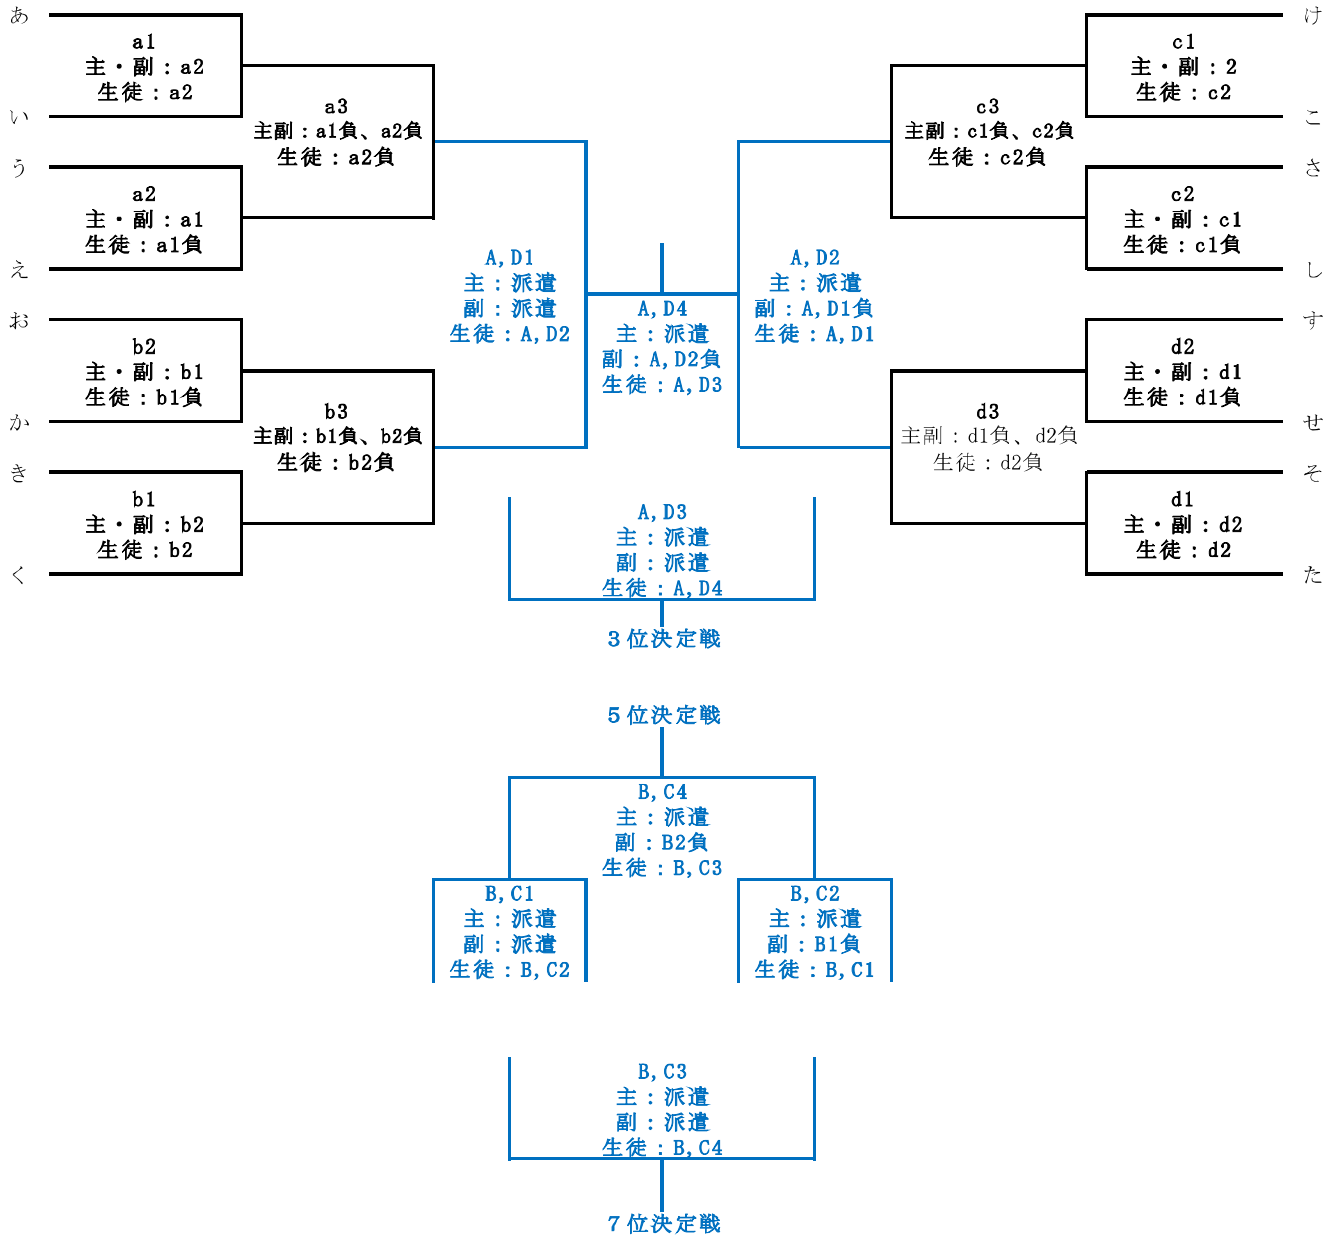 あ
a1
主・副：a2
生徒：a2
い
a3
主副：a1負、a2負
生徒：a2負
う
a2
主・副：a1
生徒：a1負
え
お
b2
主・副：b1
生徒：b1負
か
b3
主副：b1負、b2負
生徒：b2負
き
b1
主・副：b2
生徒：b2
く
A,D1
主：派遣
副：派遣
生徒：A,D2
A,D4
主：派遣
副：A,D2負
生徒：A,D3
A,D2
主：派遣
副：A,D1負
生徒：A,D1
け
c1
主・副：2
生徒：c2
こ
c3
主副：c1負、c2負
生徒：c2負
さ
c2
主・副：c1
生徒：c1負
し
す
d2
主・副：d1
生徒：d1負
せ
d3
主副：d1負、d2負
生徒：d2負
そ
d1
主・副：d2
生徒：d2
た
A,D3
主：派遣
副：派遣
生徒：A,D4
３位決定戦
５位決定戦
B,C4
主：派遣
副：B2負
生徒：B,C3
B,C1
主：派遣
副：派遣
生徒：B,C2
B,C2
主：派遣
副：B1負
生徒：B,C1
B,C3
主：派遣
副：派遣
生徒：B,C4
７位決定戦